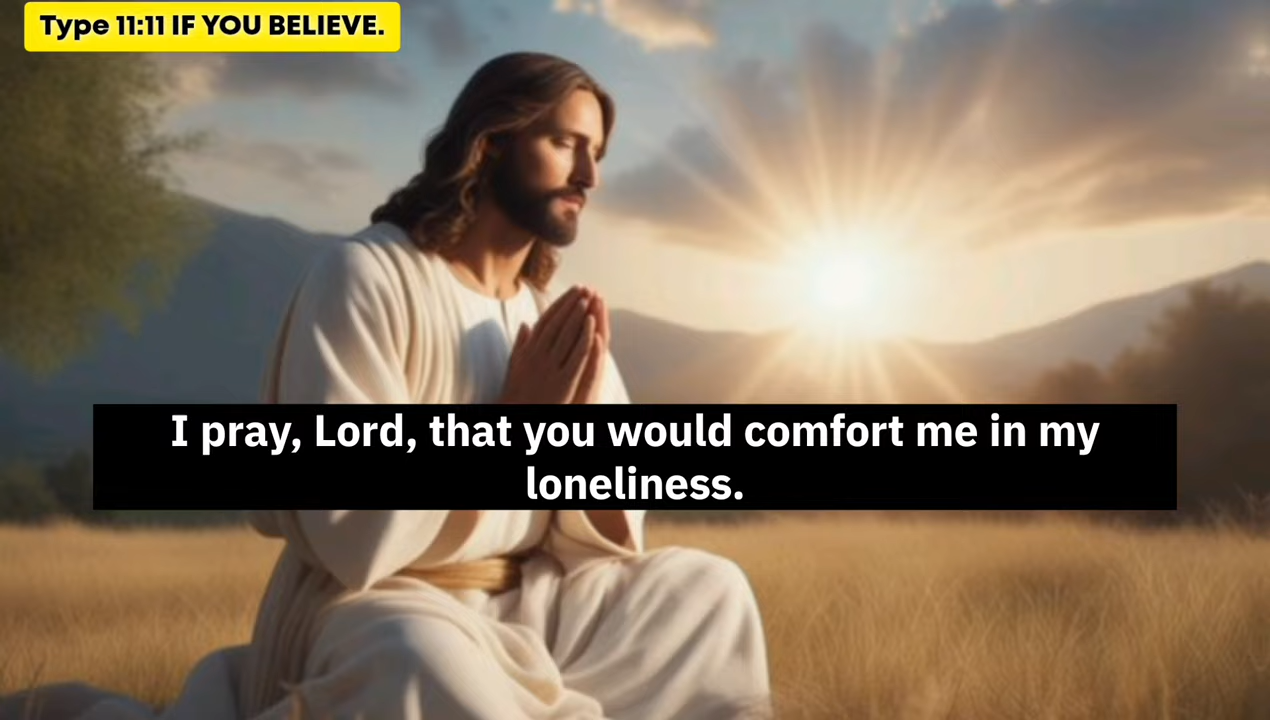 Type 11:11 IF YOU BELIEVE.
I pray, Lord, that you would comfort me in my
loneliness.